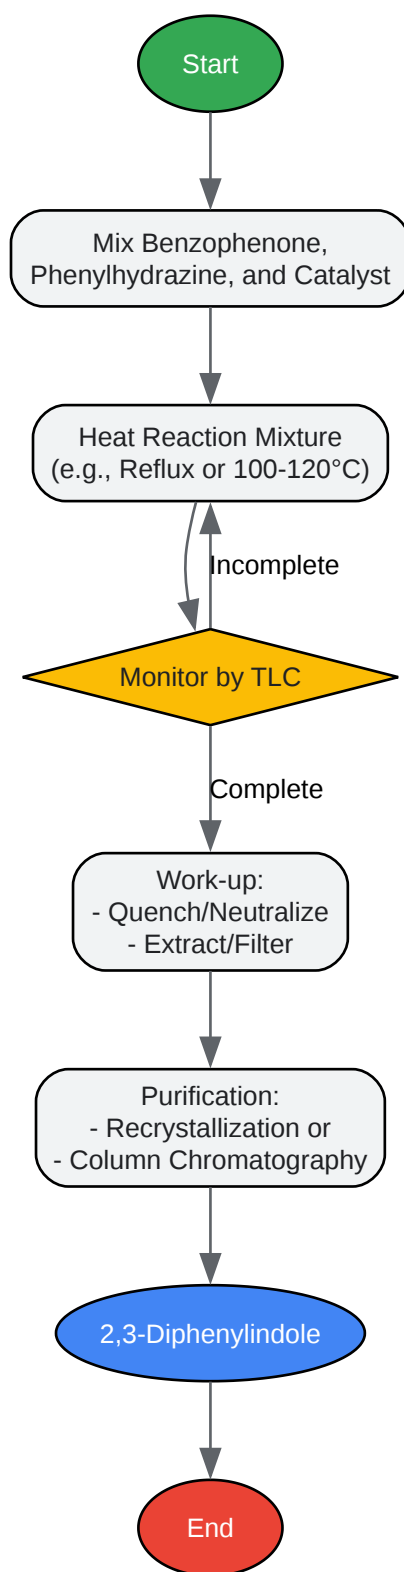 Start
Mix Benzophenone,
Phenylhydrazine, and Catalyst
Heat Reaction Mixture
(e.g., Reflux or 100-120°C)
Incomplete
Monitor by TLC
Complete
Work-up:
- Quench/Neutralize
- Extract/Filter
Purification:
- Recrystallization or
- Column Chromatography
2,3-Diphenylindole
End